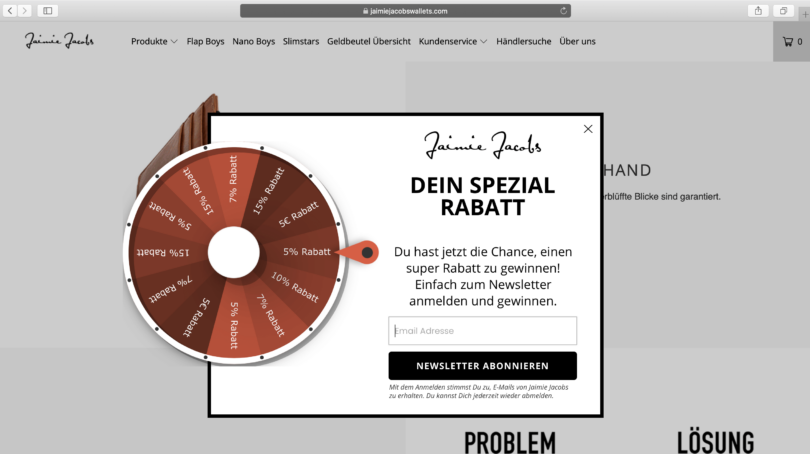 jaimiejacobswallets.com
Jaimie Jacobs
Produkte Flap Boys Nano Boys Slimstars Geldbeutel Übersicht Kundenservice Händlersuche Über uns
0
Jaimie Jacobs
DEIN SPEZIAL
RABATT
Du hast jetzt die Chance, einen
super Rabatt zu gewinnen!
Einfach zum Newsletter
anmelden und gewinnen.
Email Adresse
NEWSLETTER ABONNIEREN
Mit dem Anmelden stimmst Du zu, E-Mails von Jaimie Jacobs
zu erhalten. Du kannst Dich jederzeit wieder abmelden.
7% Rabatt
15% Rabatt
5€ Rabatt
5% Rabatt
10% Rabatt
7% Rabatt
5% Rabatt
5€ Rabatt
7% Rabatt
15% Rabatt
5% Rabatt
15% Rabatt
HAND
erblüffte Blicke sind garantiert.
PROBLEM
LÖSUNG